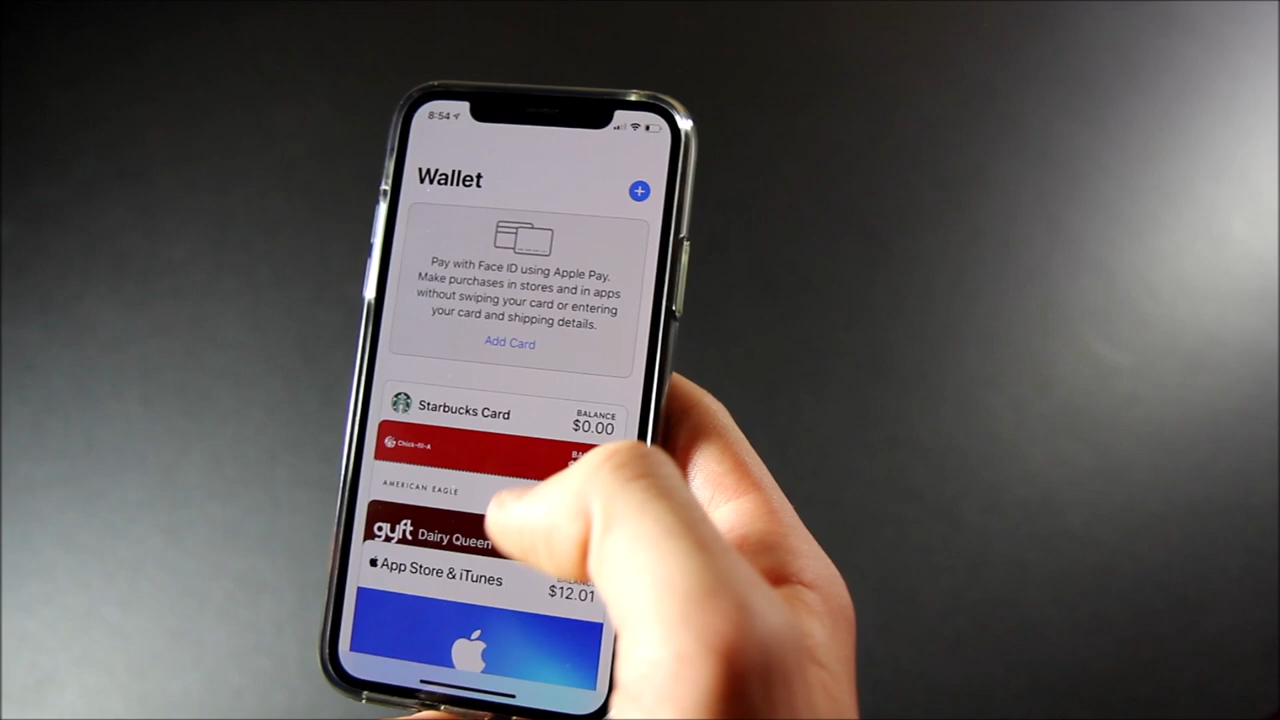 8:54
Wallet
Pay with Face ID using Apple Pay.
Make purchases in stores and in apps
without swiping your card or entering
your card and shipping details.
Add Card
Starbucks Card
BALANCE
$0.00
Chick-fil-A
AMERICAN EAGLE
gyft Dairy Queen
App Store & iTunes
BALANCE
$12.01